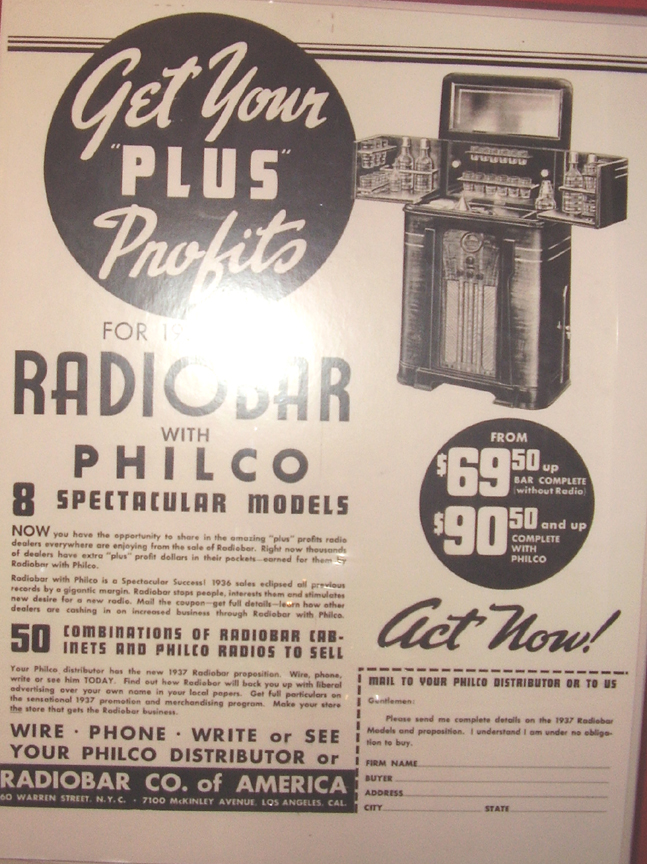 Get Your
"PLUS"
Profits
FOR 19
RADIOBAR
WITH
PHILCO
8 SPECTACULAR MODELS
NOW you have the opportunity to share in the amazing "plus" profits radio
dealers everywhere are enjoying from the sale of Radiobar. Right now thousands
of dealers have extra "plus" profit dollars in their pockets—earned for them by
Radiobar with Philco.
Radiobar with Philco is a Spectacular Success! 1936 sales eclipsed all previous
records by a gigantic margin. Radiobar stops people, interests them and stimulates
new desire for a new radio. Mail the coupon—get full details—learn how other
dealers are cashing in on increased business through Radiobar with Philco.
50 COMBINATIONS OF RADIOBAR CAB-
INETS AND PHILCO RADIOS TO SELL
Your Philco distributor has the new 1937 Radiobar proposition. Wire, phone,
write or see him TODAY. Find out how Radiobar will back you up with liberal
advertising over your own name in your local papers. Get full particulars on
the sensational 1937 promotion and merchandising program. Make your store
the store that gets the Radiobar business.
WIRE · PHONE · WRITE or SEE
YOUR PHILCO DISTRIBUTOR or
RADIOBAR CO. of AMERICA
60 WARREN STREET, N.Y.C. · 7100 McKINLEY AVENUE, LOS ANGELES, CAL.
FROM
$69.50 up
BAR COMPLETE
(without Radio)
$90.50 and up
COMPLETE
WITH
PHILCO
Act Now!
MAIL TO YOUR PHILCO DISTRIBUTOR OR TO US
Gentlemen:
Please send me complete details on the 1937 Radiobar
Models and proposition. I understand I am under no obliga-
tion to buy.
FIRM NAME
BUYER
ADDRESS
CITY STATE